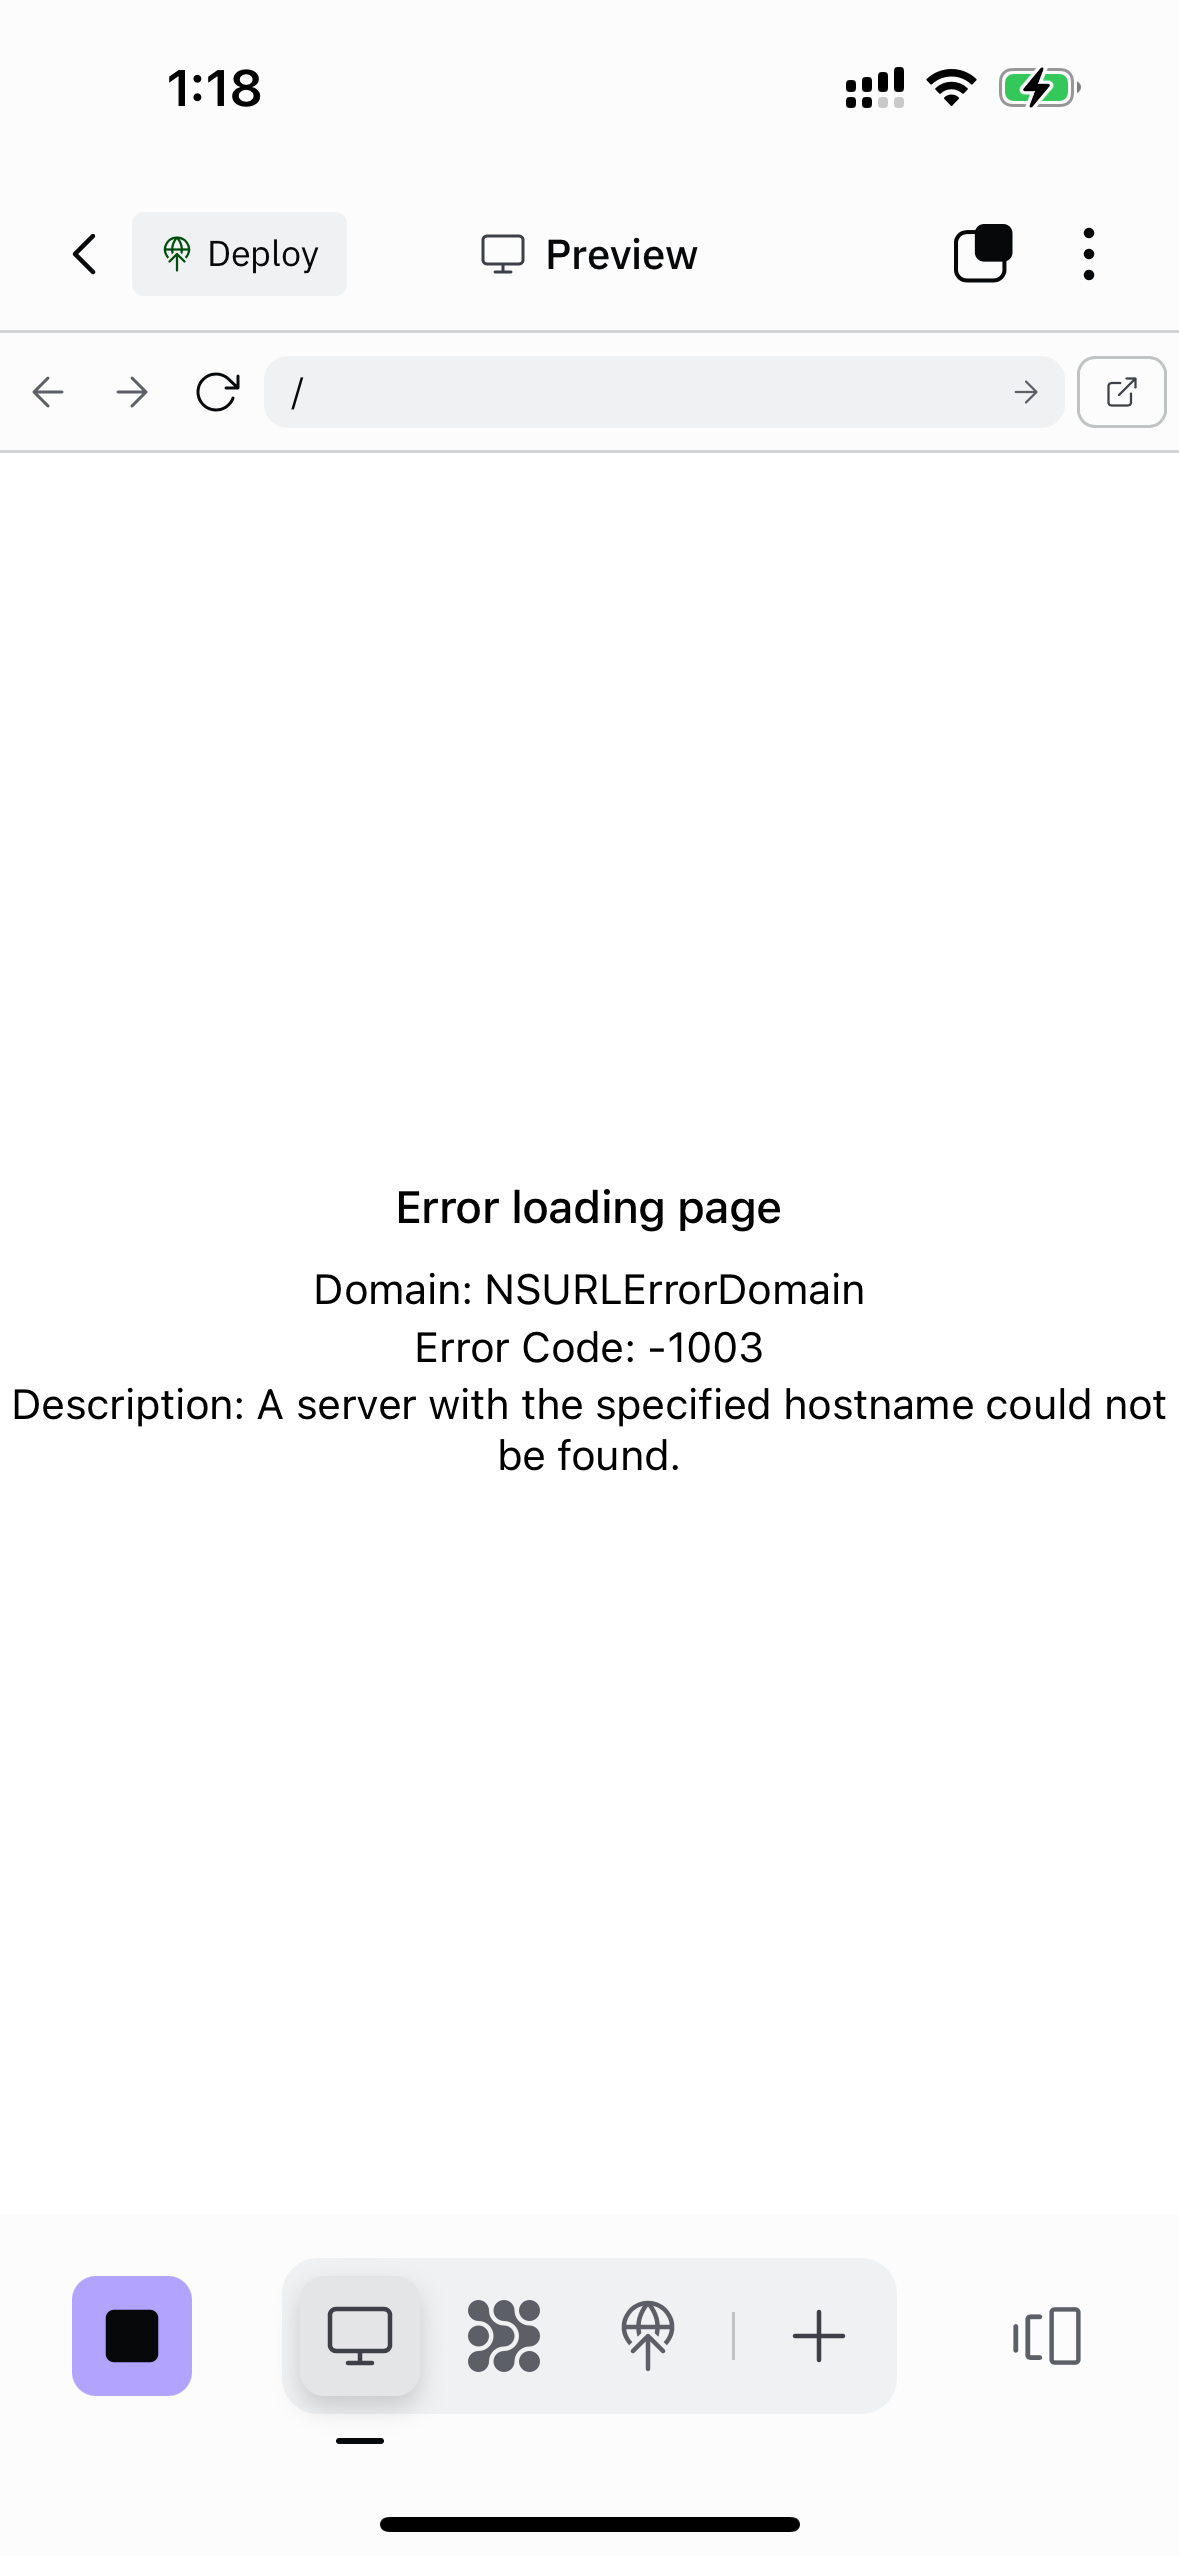 1:18
Deploy
Preview
/
Error loading page
Domain: NSURLErrorDomain
Error Code: -1003
Description: A server with the specified hostname could not
be found.